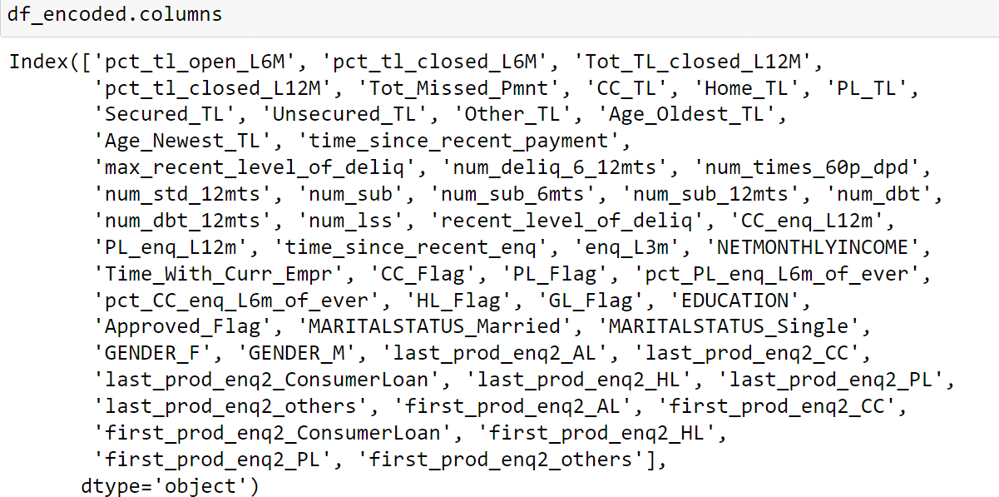 df_encoded.columns
Index(['pct_tl_open_L6M', 'pct_tl_closed_L6M', 'Tot_TL_closed_L12M',
'pct_tl_closed_L12M', 'Tot_Missed_Pmnt', 'CC_TL', 'Home_TL', 'PL_TL',
'Secured_TL', 'Unsecured_TL', 'Other_TL', 'Age_Oldest_TL',
'Age_Newest_TL', 'time_since_recent_payment',
'max_recent_level_of_deliq', 'num_deliq_6_12mts', 'num_times_60p_dpd',
'num_std_12mts', 'num_sub', 'num_sub_6mts', 'num_sub_12mts', 'num_dbt',
'num_dbt_12mts', 'num_lss', 'recent_level_of_deliq', 'CC_enq_L12m',
'PL_enq_L12m', 'time_since_recent_enq', 'enq_L3m', 'NETMONTHLYINCOME',
'Time_With_Curr_Empr', 'CC_Flag', 'PL_Flag', 'pct_PL_enq_L6m_of_ever',
'pct_CC_enq_L6m_of_ever', 'HL_Flag', 'GL_Flag', 'EDUCATION',
'Approved_Flag', 'MARITALSTATUS_Married', 'MARITALSTATUS_Single',
'GENDER_F', 'GENDER_M', 'last_prod_enq2_AL', 'last_prod_enq2_CC',
'last_prod_enq2_ConsumerLoan', 'last_prod_enq2_HL', 'last_prod_enq2_PL',
'last_prod_enq2_others', 'first_prod_enq2_AL', 'first_prod_enq2_CC',
'first_prod_enq2_ConsumerLoan', 'first_prod_enq2_HL',
'first_prod_enq2_PL', 'first_prod_enq2_others'],
dtype='object')